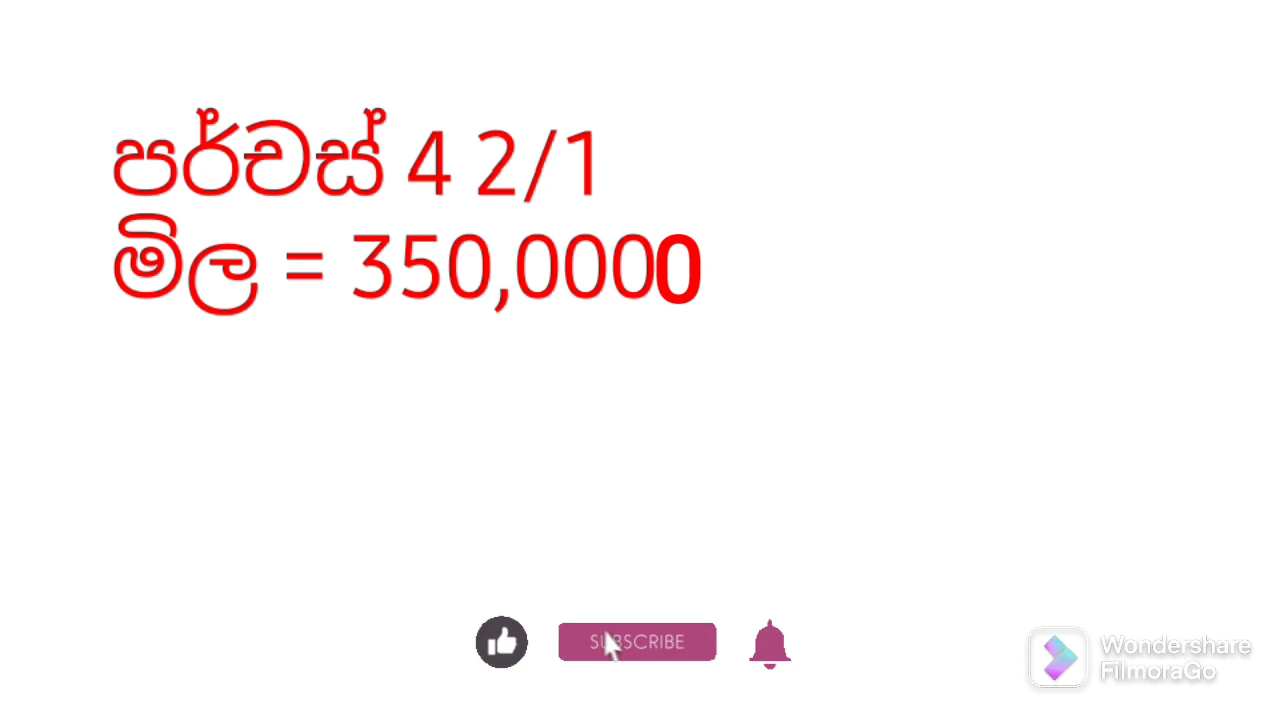 පර්චස් 4 2/1
මිල = 350,0000
SUBSCRIBE
Wondershare
FilmoraGo